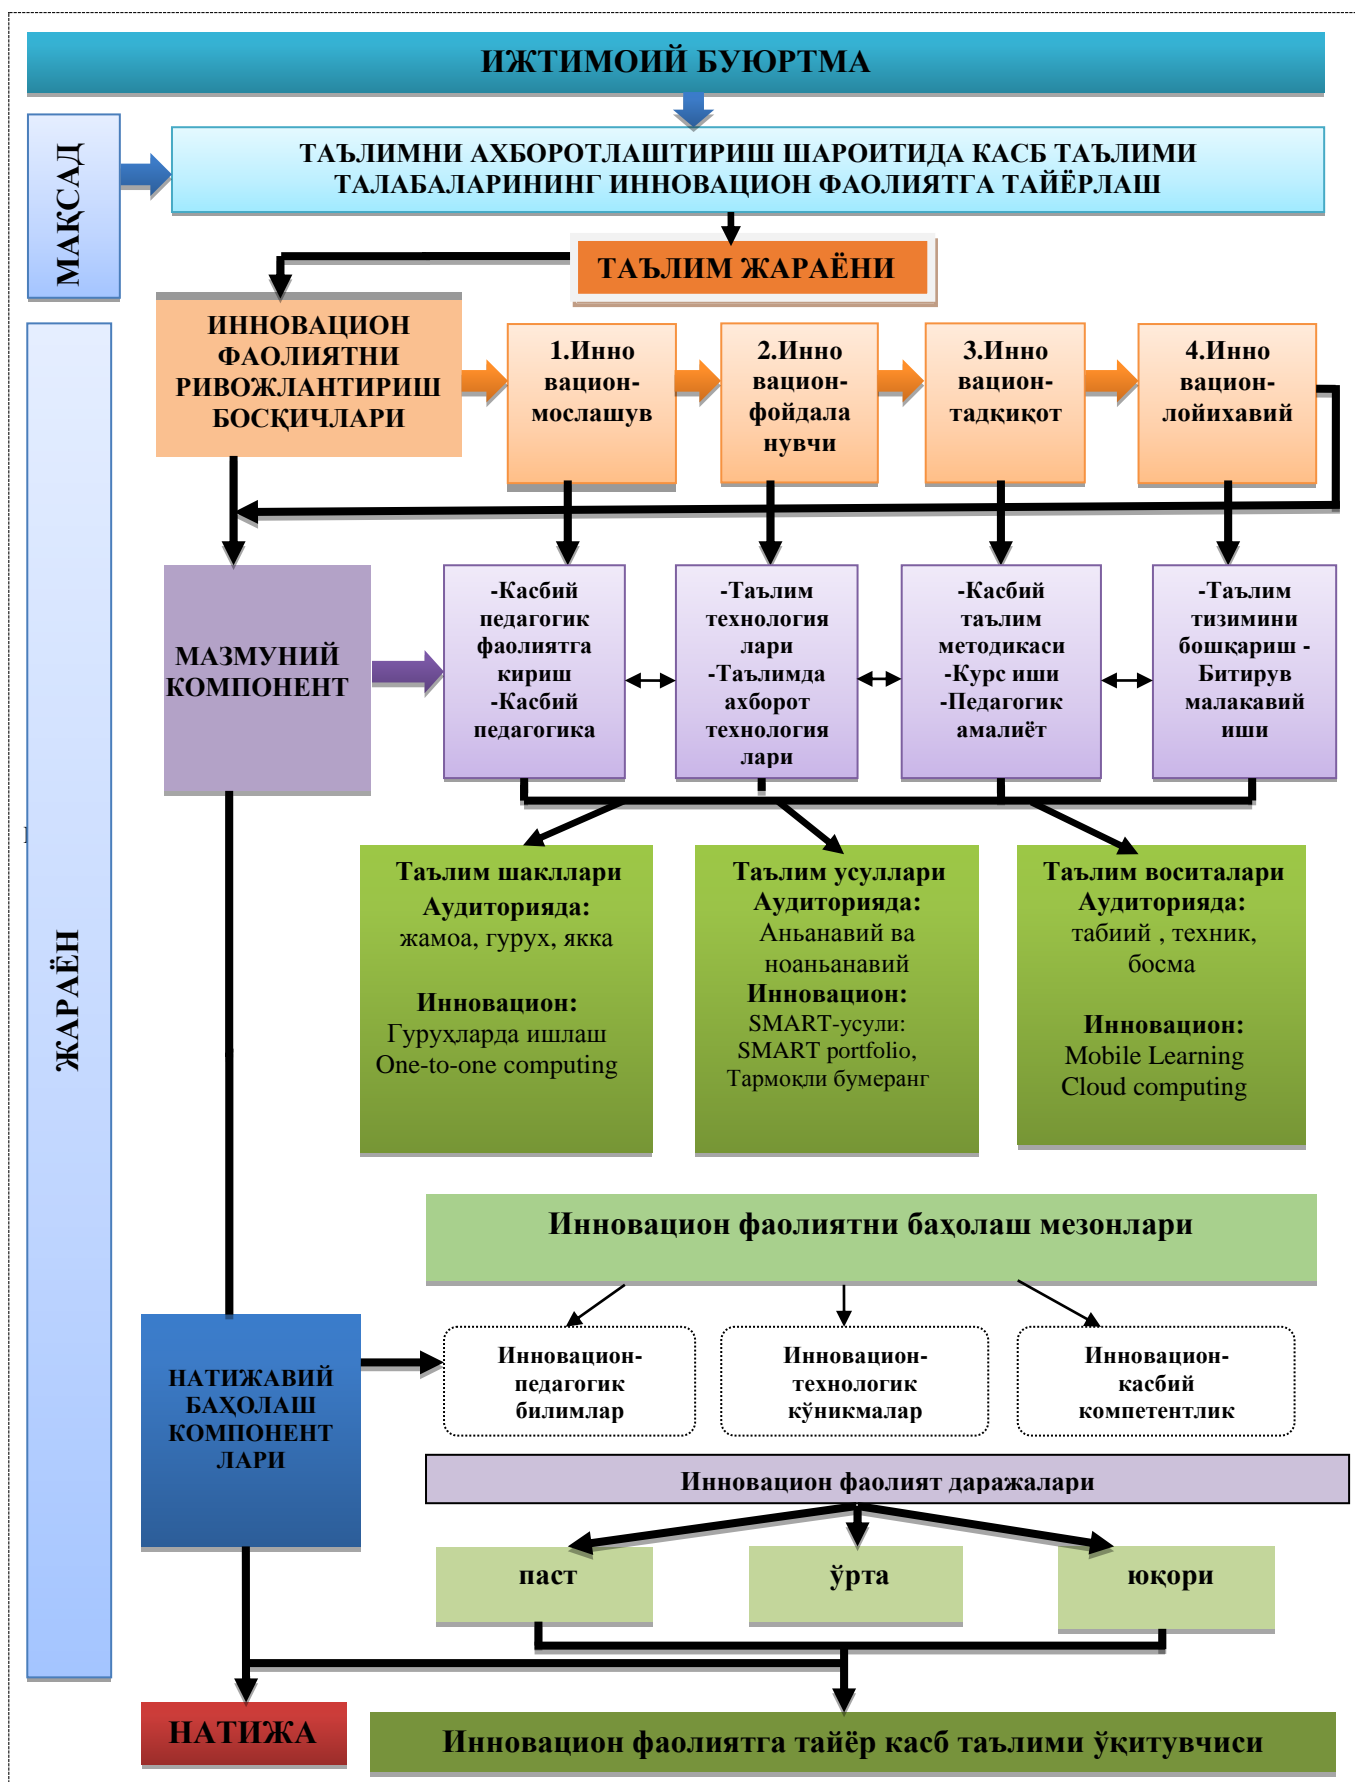 ИЖТИМОИЙ БУЮРТМА
МАҚСАД
ТАЪЛИМНИ АХБОРОТЛАШТИРИШ ШАРОИТИДА КАСБ ТАЪЛИМИ
ТАЛАБАЛАРИНИНГ ИННОВАЦИОН ФАОЛИЯТГА ТАЙЁРЛАШ
ТАЪЛИМ ЖАРАЁНИ
ЖАРАЁН
ИННОВАЦИОН
ФАОЛИЯТНИ
РИВОЖЛАНТИРИШ
БОСҚИЧЛАРИ
1.Инно
вацион-
мослашув
2.Инно
вацион-
фойдала
нувчи
3.Инно
вацион-
тадқиқот
4.Инно
вацион-
лойихавий
МАЗМУНИЙ
КОМПОНЕНТ
-Касбий
педагогик
фаолиятга
кириш
-Касбий
педагогика
-Таълим
технология
лари
-Таълимда
ахборот
технология
лари
-Касбий
таълим
методикаси
-Курс иши
-Педагогик
амалиёт
-Таълим
тизимини
бошқариш -
Битирув
малакавий
иши
Таълим шакллари
Аудиторияда:
жамоа, гурух, якка
Инновацион:
Гуруҳларда ишлаш
One-to-one computing
Таълим усуллари
Аудиторияда:
Аньанавий ва
ноаньанавий
Инновацион:
SMART-усули:
SMART portfolio,
Тармоқли бумеранг
Таълим воситалари
Аудиторияда:
табиий , техник,
босма
Инновацион:
Mobile Learning
Cloud computing
Инновацион фаолиятни баҳолаш мезонлари
НАТИЖАВИЙ
БАҲОЛАШ
КОМПОНЕНТ
ЛАРИ
Инновацион-
педагогик
билимлар
Инновацион-
технологик
кўникмалар
Инновацион-
касбий
компетентлик
Инновацион фаолият даражалари
паст
ўрта
юқори
НАТИЖА
Инновацион фаолиятга тайёр касб таълими ўқитувчиси